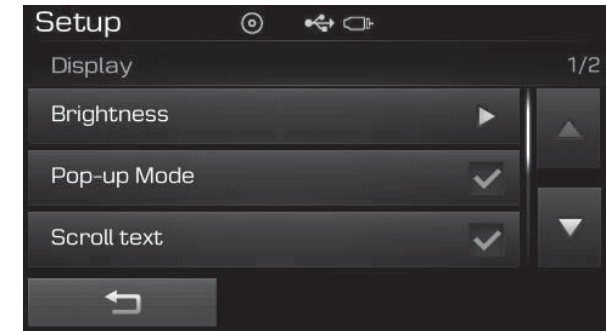 Setup
Display 1/2
Brightness
Pop-up Mode
Scroll text